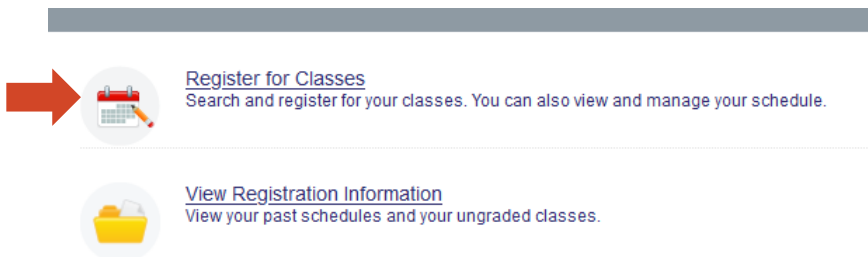 Register for Classes
Search and register for your classes. You can also view and manage your schedule.
View Registration Information
View your past schedules and your ungraded classes.